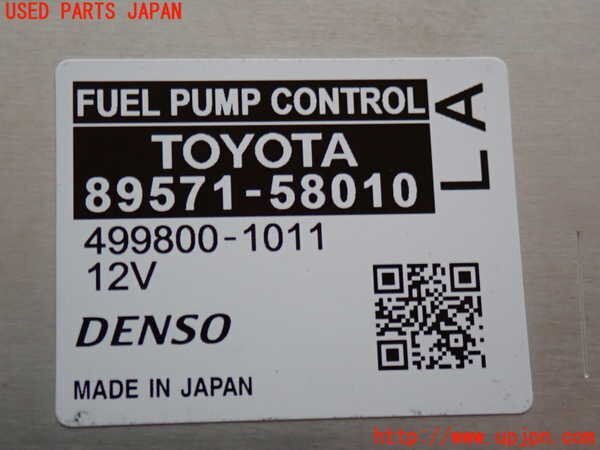 USED PARTS JAPAN
FUEL PUMP CONTROL
TOYOTA
89571-58010
LA
499800-1011
12V
DENSO
MADE IN JAPAN
http://www.upjpn.com/